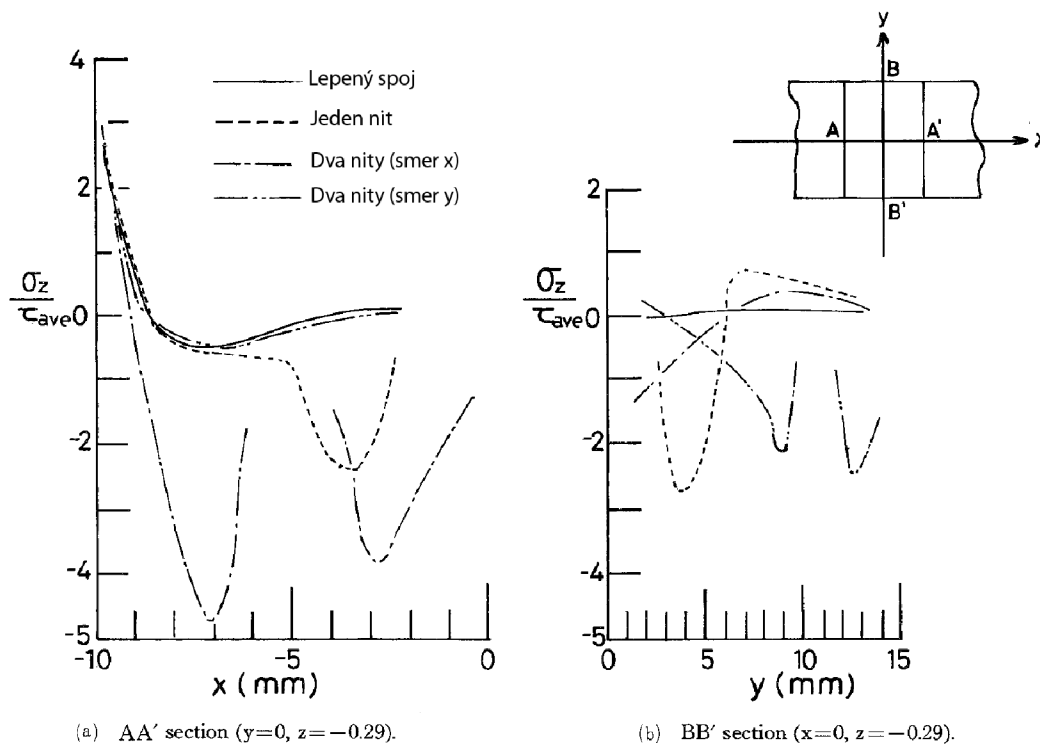 4
2
0
-2
-4
-5
σz
τave
-10
-5
0
x (mm)
Lepený spoj
Jeden nit
Dva nity (smer x)
Dva nity (smer y)
y
B
A
A'
x
B'
2
0
-2
-4
-5
σz
τave
0
5
10
15
y (mm)
(a) AA′ section (y=0, z=−0.29).
(b) BB′ section (x=0, z=−0.29).